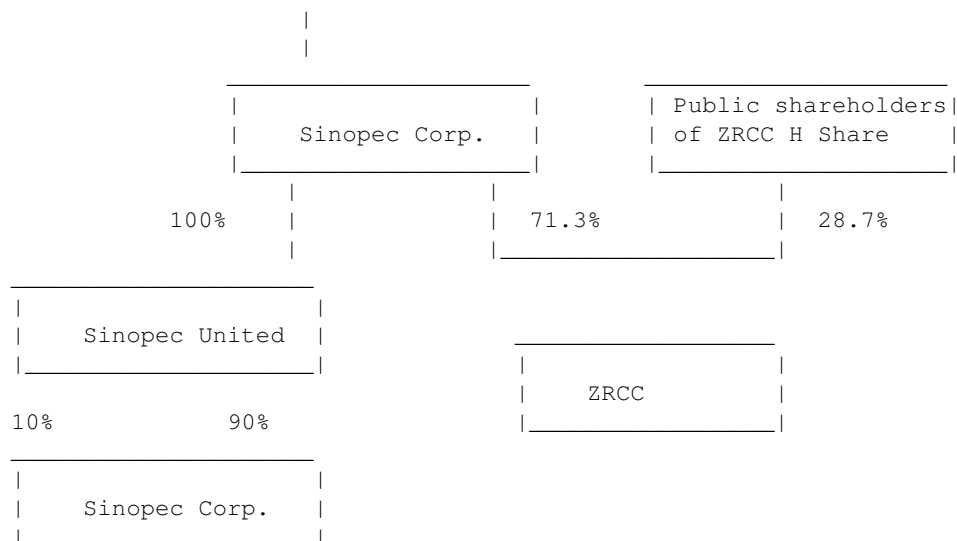 Public shareholders
Sinopec Corp. of ZRCC H Share
100% 71.3% 28.7%
Sinopec United
ZRCC
10% 90%
Sinopec Corp.